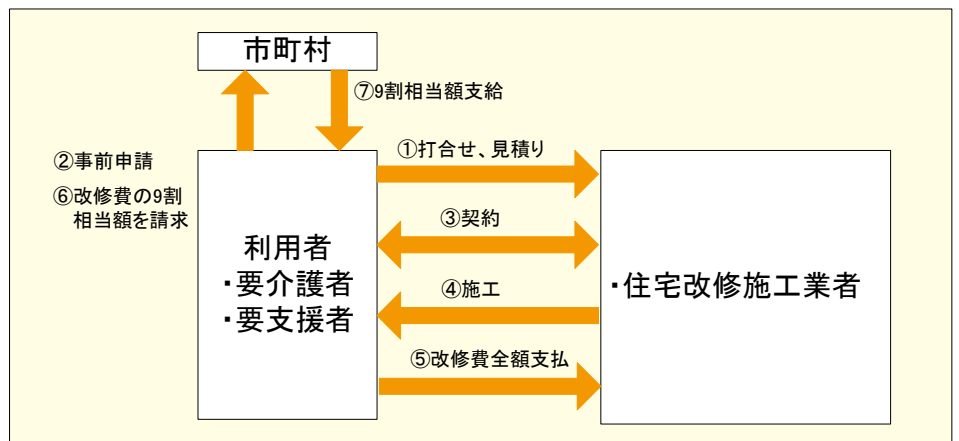 市町村
⑦9割相当額支給
①打合せ、見積り
②事前申請
⑥改修費の9割
相当額を請求
③契約
利用者
・要介護者
・要支援者
④施工
・住宅改修施工業者
⑤改修費全額支払